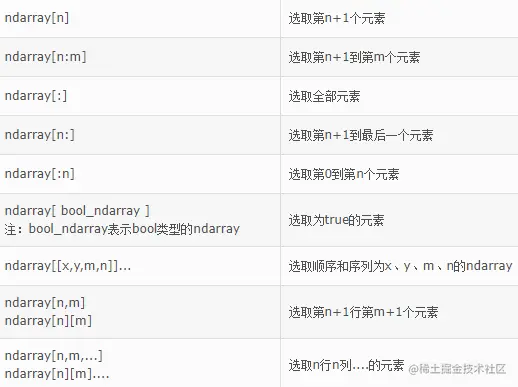 ndarray[n] 选取第n+1个元素
ndarray[n:m] 选取第n+1到第m个元素
ndarray[:] 选取全部元素
ndarray[n:] 选取第n+1到最后一个元素
ndarray[:n] 选取第0到第n个元素
ndarray[ bool_ndarray ]
注：bool_ndarray表示bool类型的ndarray
选取为true的元素
ndarray[[x,y,m,n]]... 选取顺序和序列为x、y、m、n的ndarray
ndarray[n,m]
ndarray[n][m]
选取第n+1行第m+1个元素
ndarray[n,m,...]
ndarray[n][m]....
选取n行n列....的元素
@稀土掘金技术社区